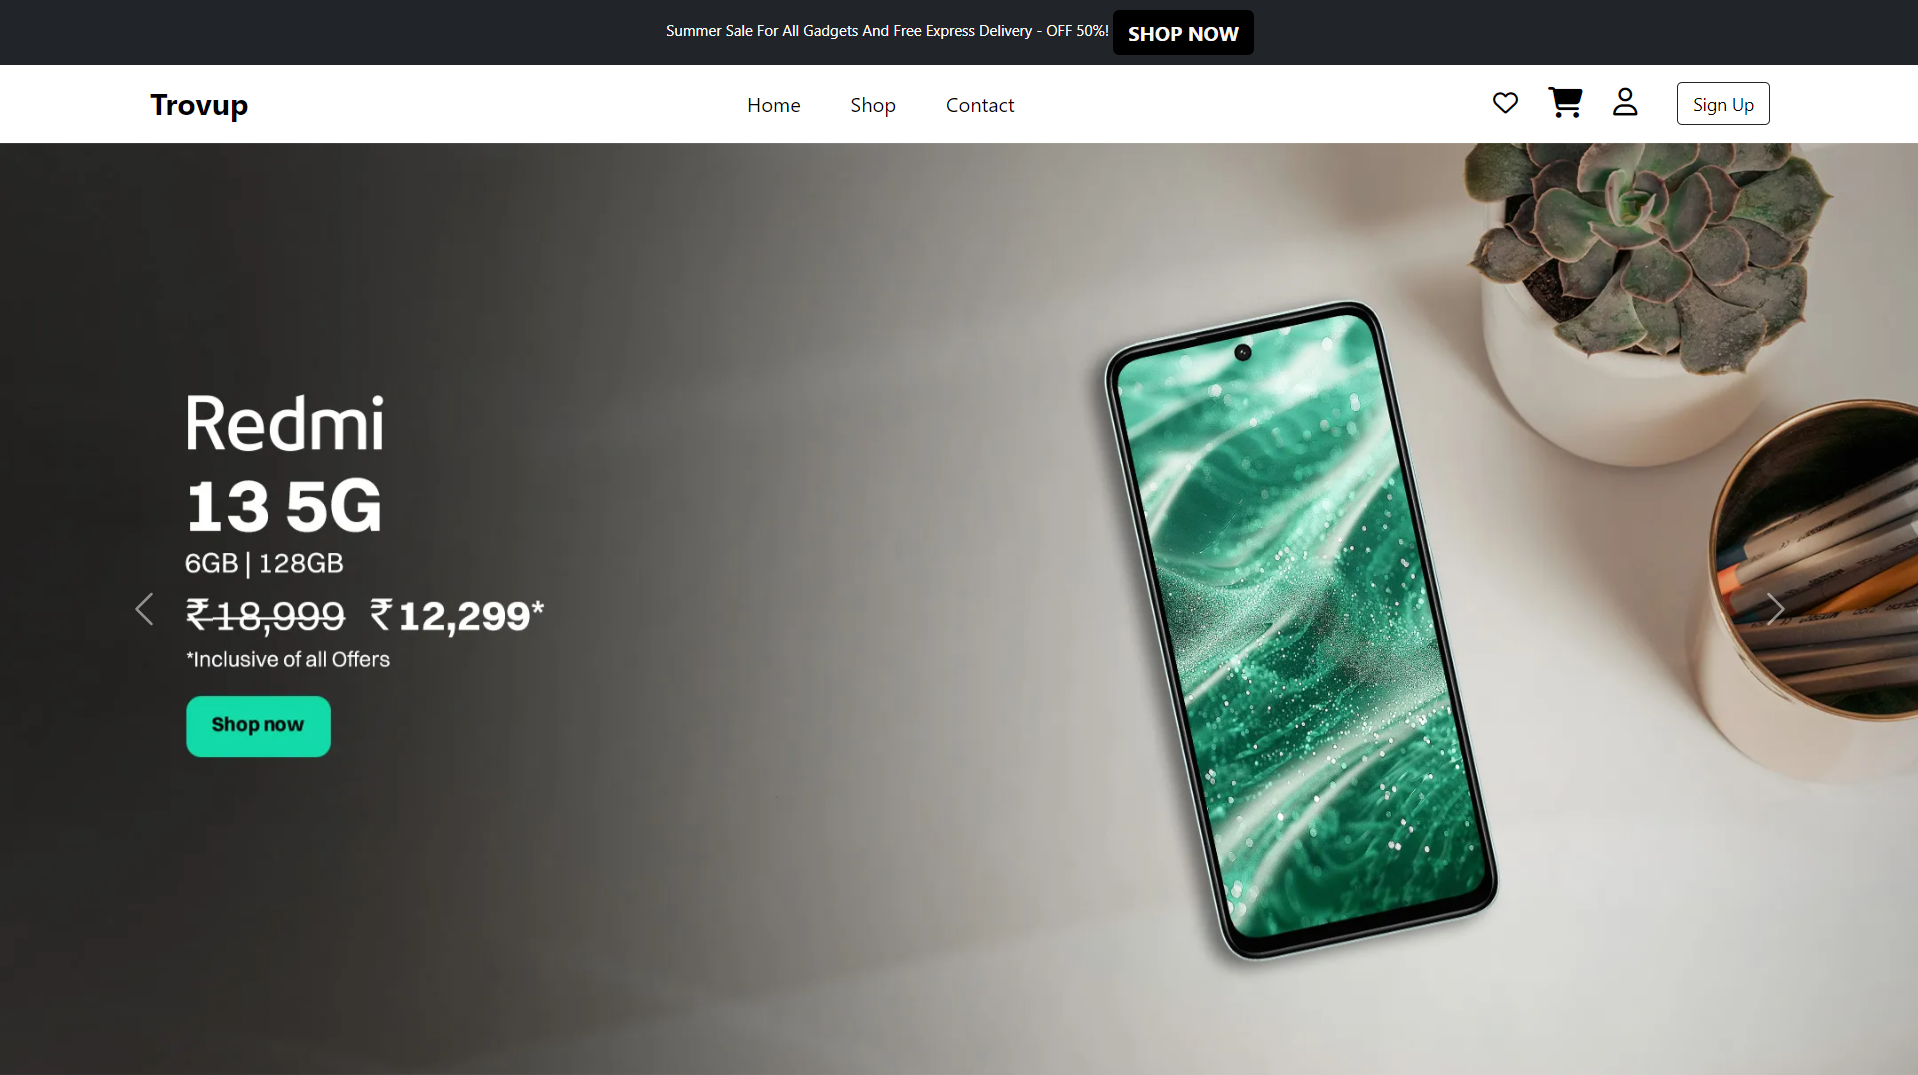 Summer Sale For All Gadgets And Free Express Delivery - OFF 50%! SHOP NOW
Trovup Home Shop Contact Sign Up
Redmi
13 5G
6GB | 128GB
₹18,999 ₹12,299*
*Inclusive of all Offers
Shop now